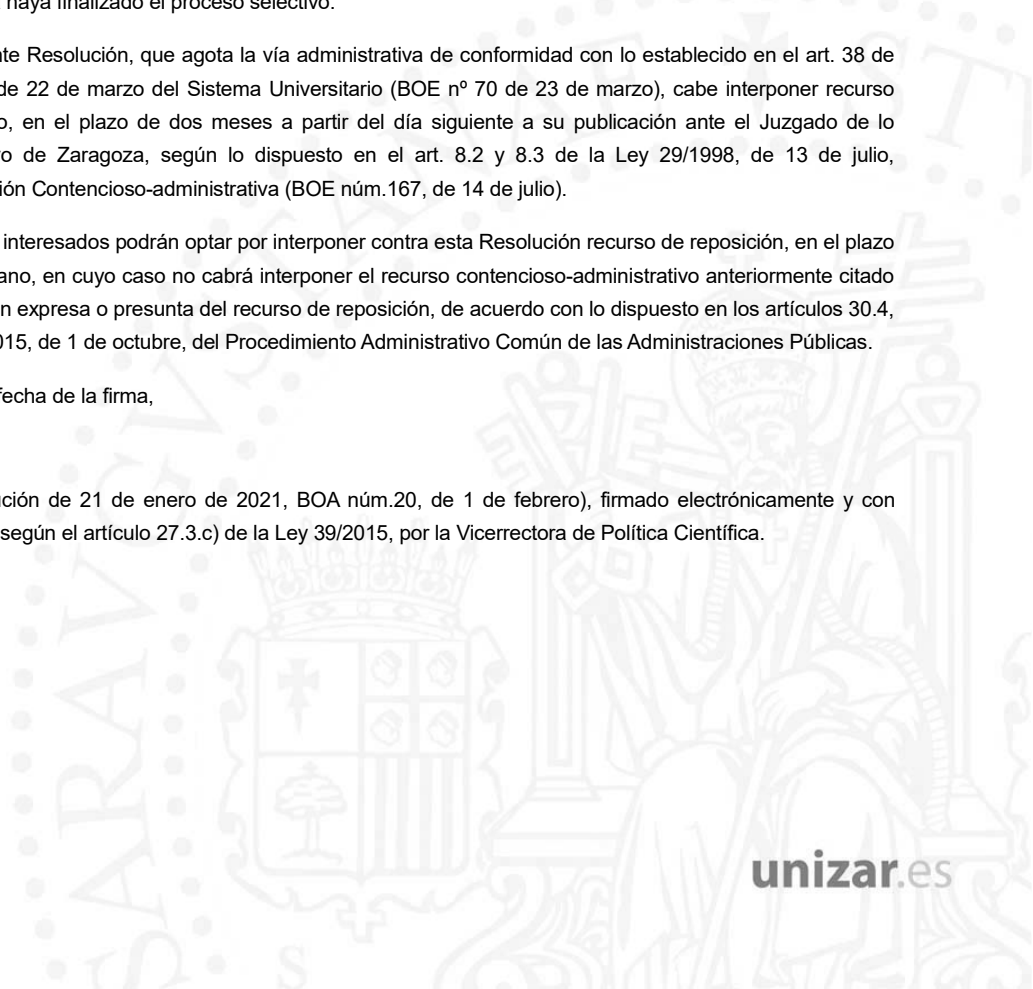 haya finalizado el proceso selectivo.
nte Resolución, que agota la vía administrativa de conformidad con lo establecido en el art. 38 de
de 22 de marzo del Sistema Universitario (BOE nº 70 de 23 de marzo), cabe interponer recurso
o, en el plazo de dos meses a partir del día siguiente a su publicación ante el Juzgado de lo
vo de Zaragoza, según lo dispuesto en el art. 8.2 y 8.3 de la Ley 29/1998, de 13 de julio,
ión Contencioso-administrativa (BOE núm.167, de 14 de julio).
interesados podrán optar por interponer contra esta Resolución recurso de reposición, en el plazo
ano, en cuyo caso no cabrá interponer el recurso contencioso-administrativo anteriormente citado
n expresa o presunta del recurso de reposición, de acuerdo con lo dispuesto en los artículos 30.4,
015, de 1 de octubre, del Procedimiento Administrativo Común de las Administraciones Públicas.
fecha de la firma,
ución de 21 de enero de 2021, BOA núm.20, de 1 de febrero), firmado electrónicamente y con
según el artículo 27.3.c) de la Ley 39/2015, por la Vicerrectora de Política Científica.
unizar.es